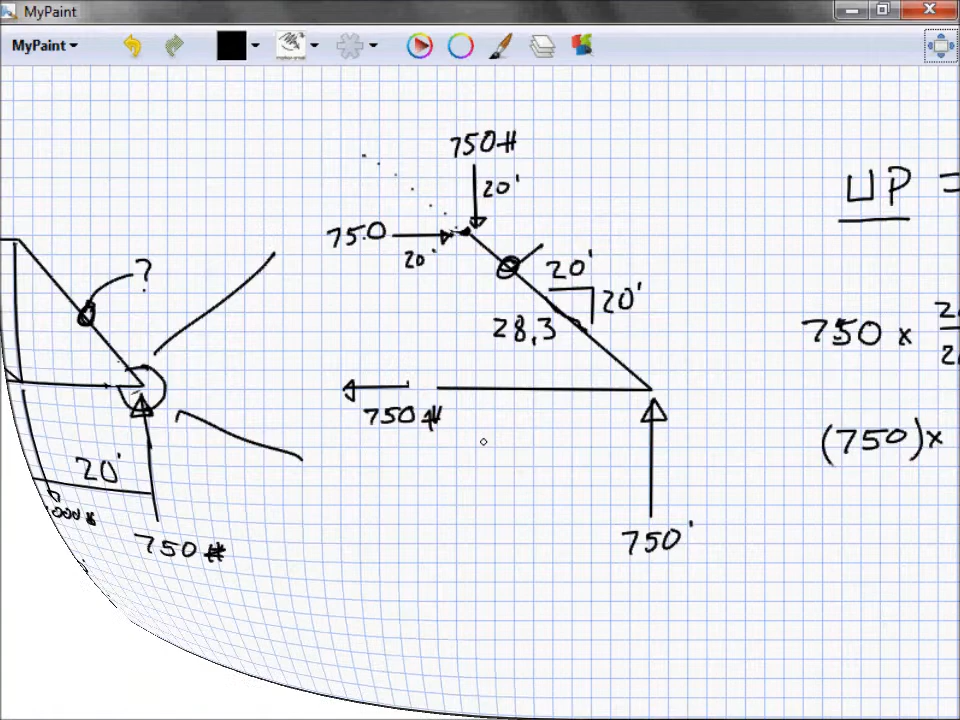 MyPaint
MyPaint
750#
20'
UP =
750
20'
?
20'
20'
28,3
750 x
750#
(750)x
20'
750#
750'